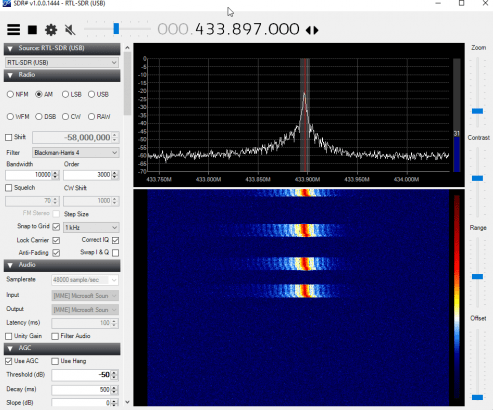 SDR# v1.0.0.1444 - RTL-SDR (USB)
000.433.897.000
Source: RTL-SDR (USB)
RTL-SDR (USB)
Radio
NFM AM LSB USB
WFM DSB CW RAW
Shift -58,000,000
Filter Blackman-Harris 4
Bandwidth Order
10000 3000
Squelch CW Shift
70 1000
FM Stereo Step Size
Snap to Grid 1 kHz
Lock Carrier Correct IQ
Anti-Fading Swap I & Q
Audio
Samplerate 48000 sample/sec
Input [MME] Microsoft Soun
Output [MME] Microsoft Soun
Latency (ms) 100
Unity Gain Filter Audio
AGC
Use AGC Use Hang
Threshold (dB) -50
Decay (ms) 500
Slope (dB) 0
0
-5
-10
-15
-20
-25
-30
-35
-40
-45
-50
-55
-60
-65
-70
31
433.750M 433.800M 433.850M 433.900M 433.950M 434.000M
Zoom
Contrast
Range
Offset